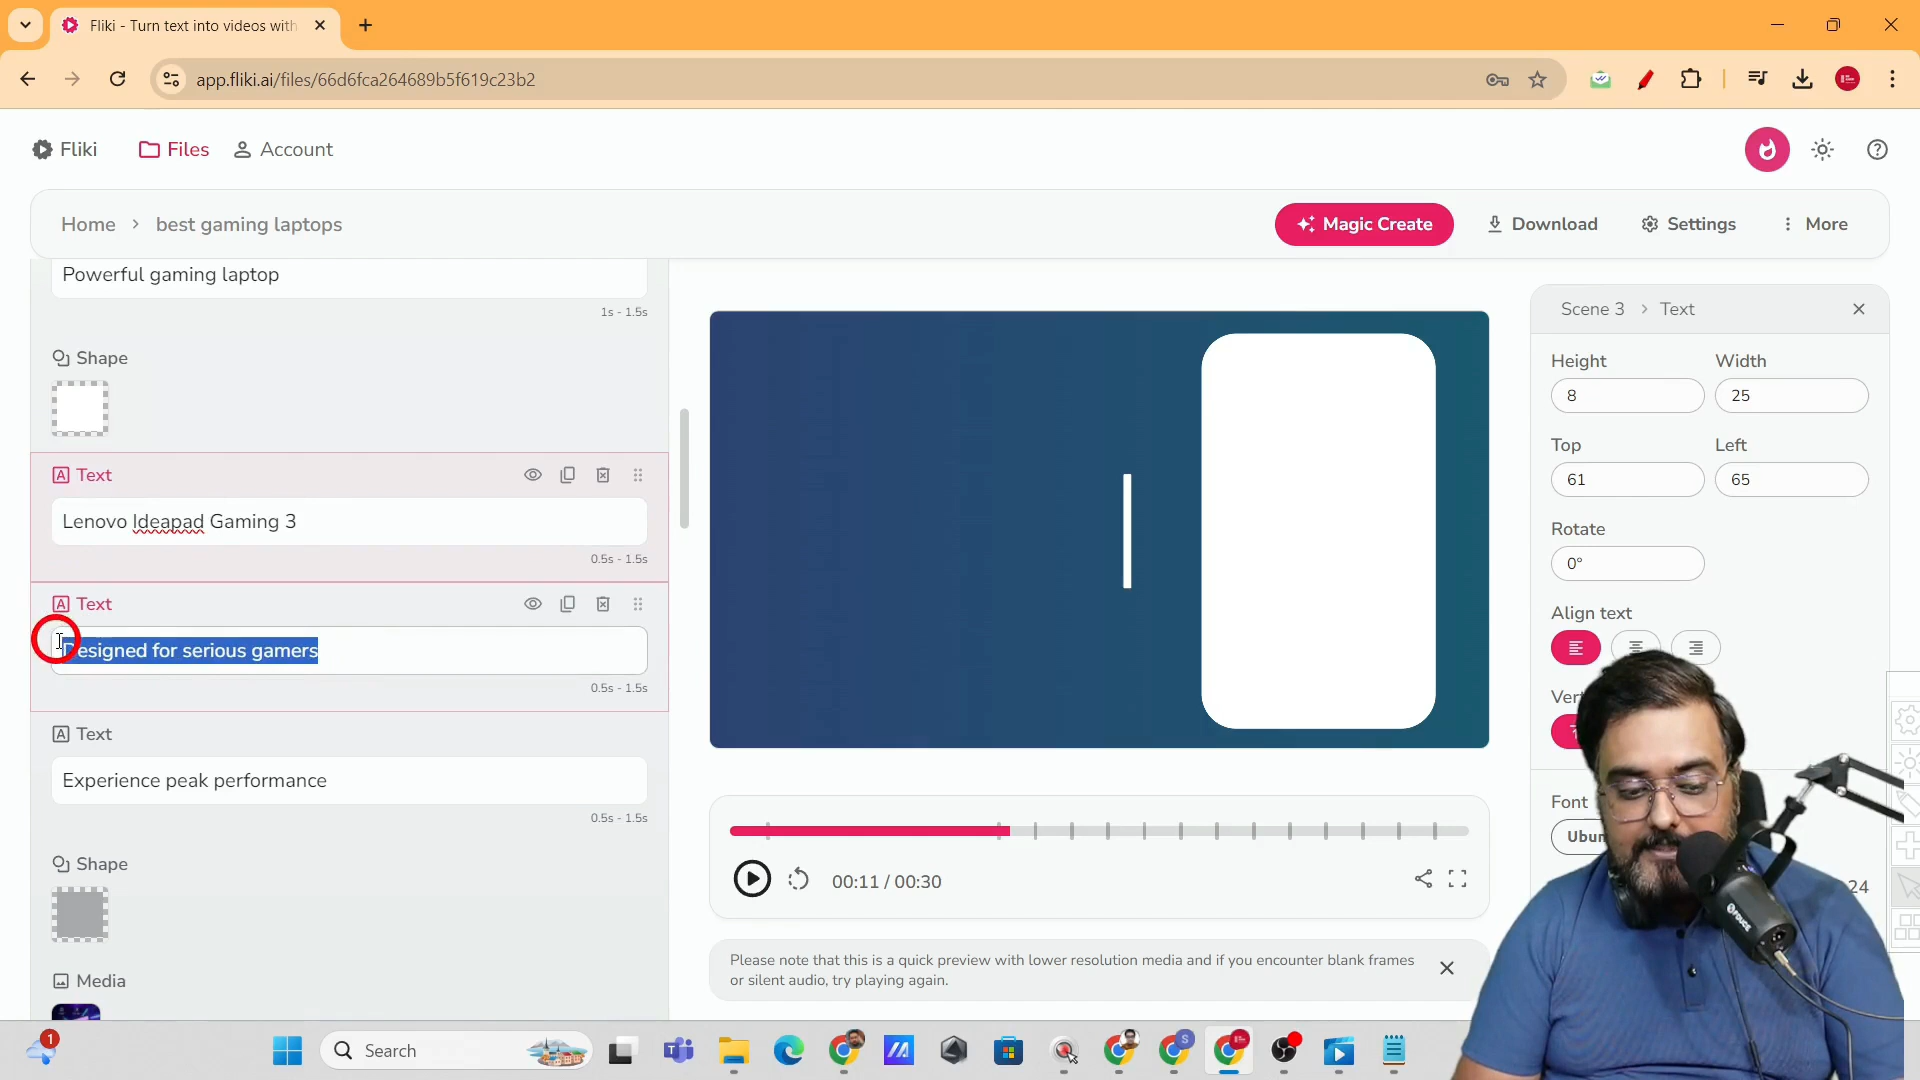 Fliki - Turn text into videos with
app.fliki.ai/files/66d6fca264689b5f619c23b2
Fliki
Files
Account
Home > best gaming laptops
Magic Create
Download
Settings
More
Powerful gaming laptop
1s - 1.5s
Shape
Text
Lenovo Ideapad Gaming 3
0.5s - 1.5s
Text
Designed for serious gamers
0.5s - 1.5s
Text
Experience peak performance
0.5s - 1.5s
Shape
Media
00:11 / 00:30
Please note that this is a quick preview with lower resolution media and if you encounter blank frames
or silent audio, try playing again.
Scene 3 > Text
Height
Width
8
25
Top
Left
61
65
Rotate
0°
Align text
Font
24
1
Search
S